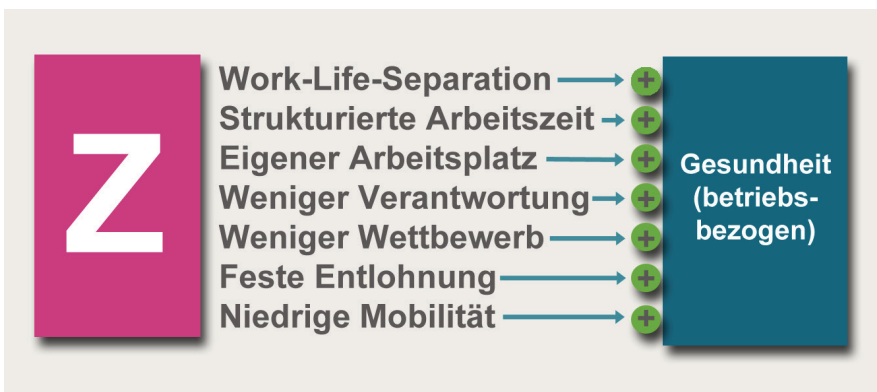 Z
Work-Life-Separation
+
Strukturierte Arbeitszeit
+
Eigener Arbeitsplatz
+
Weniger Verantwortung
+
Weniger Wettbewerb
+
Feste Entlohnung
+
Niedrige Mobilität
+
Gesundheit
(betriebs-
bezogen)